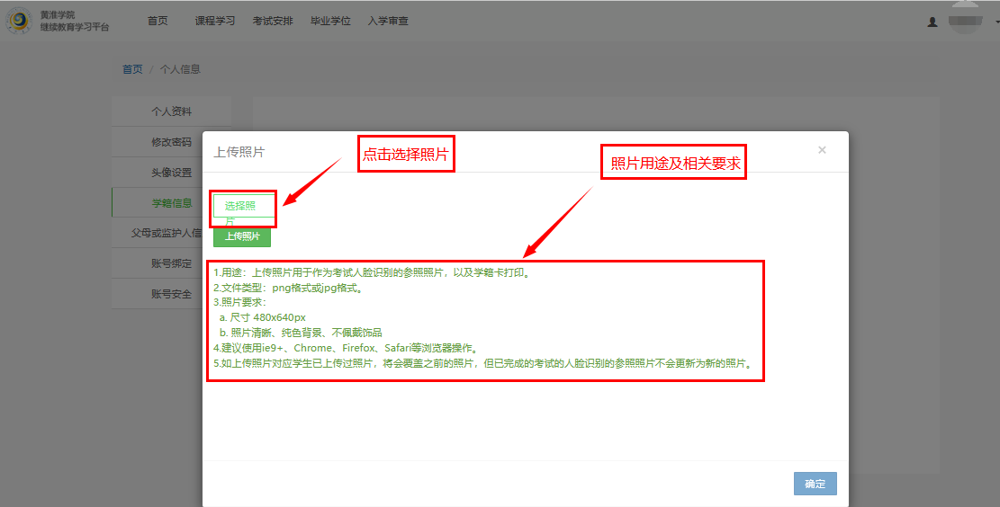 黄淮学院
继续教育学习平台
首页 课程学习 考试安排 毕业学位 入学审查
首页 / 个人信息
个人资料
修改密码
头像设置
学籍信息
父母或监护人信
账号绑定
账号安全
上传照片
×
点击选择照片
照片用途及相关要求
选择照
片
上传照片
1.用途：上传照片用于作为考试人脸识别的参照照片，以及学籍卡打印。
2.文件类型：png格式或jpg格式。
3.照片要求：
a. 尺寸 480x640px
b. 照片清晰、纯色背景、不佩戴饰品
4.建议使用ie9+、Chrome、Firefox、Safari等浏览器操作。
5.如上传照片对应学生已上传过照片，将会覆盖之前的照片，但已完成的考试的人脸识别的参照照片不会更新为新的照片。
确定